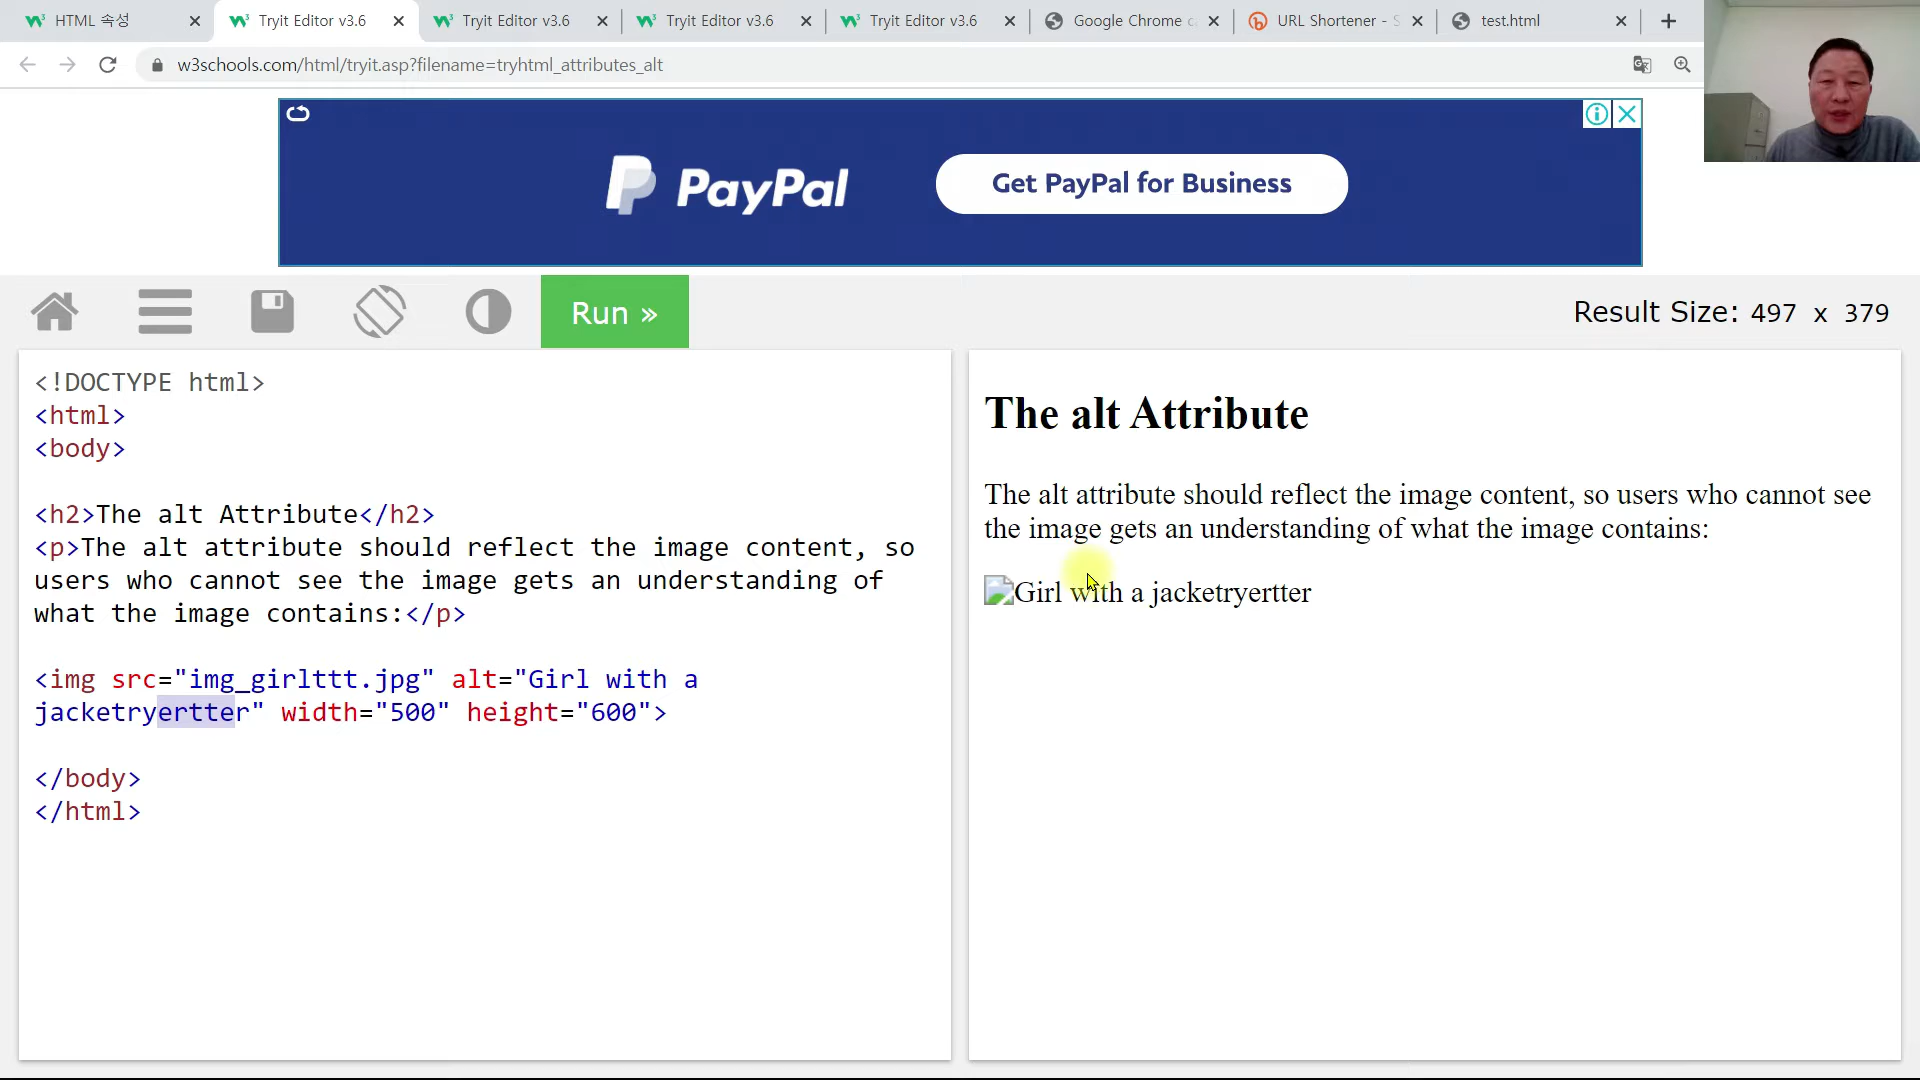 HTML 속성
Tryit Editor v3.6
Tryit Editor v3.6
Tryit Editor v3.6
Tryit Editor v3.6
Google Chrome
URL Shortener - S
test.html
w3schools.com/html/tryit.asp?filename=tryhtml_attributes_alt
PayPal
Get PayPal for Business
Run »
Result Size: 497 x 379
<!DOCTYPE html>
<html>
<body>
<h2>The alt Attribute</h2>
<p>The alt attribute should reflect the image content, so
users who cannot see the image gets an understanding of
what the image contains:</p>
<img src="img_girlttt.jpg" alt="Girl with a
jacketryertter" width="500" height="600">
</body>
</html>
The alt Attribute
The alt attribute should reflect the image content, so users who cannot see
the image gets an understanding of what the image contains:
Girl with a jacketryertter